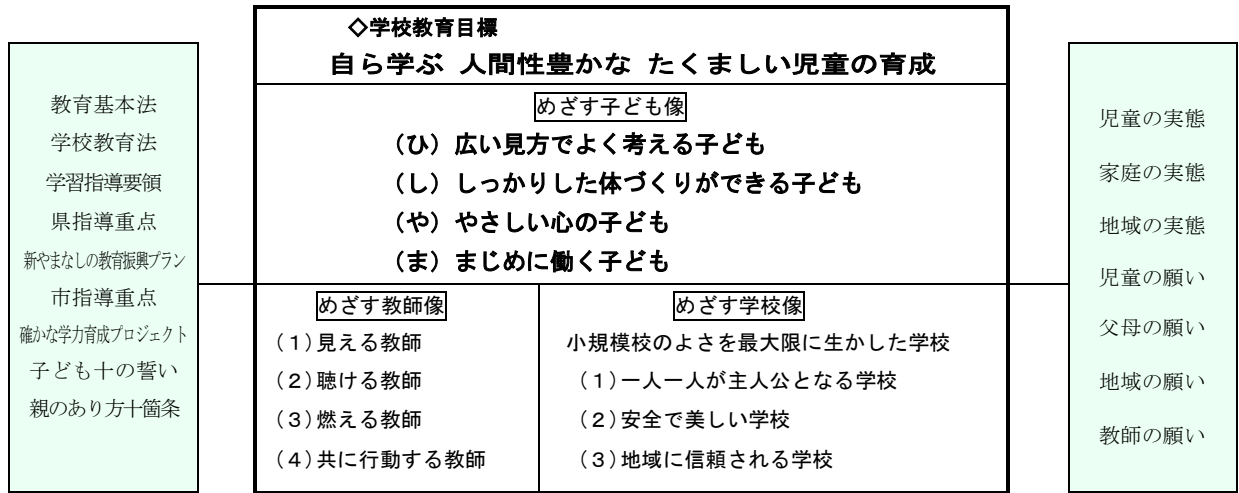 ◇学校教育目標
自ら学ぶ 人間性豊かな たくましい児童の育成
めざす子ども像
(ひ) 広い見方でよく考える子ども
(し) しっかりした体づくりができる子ども
(や) やさしい心の子ども
(ま) まじめに働く子ども
めざす教師像
(1)見える教師
(2)聴ける教師
(3)燃える教師
(4)共に行動する教師
めざす学校像
小規模校のよさを最大限に生かした学校
(1)一人一人が主人公となる学校
(2)安全で美しい学校
(3)地域に信頼される学校
教育基本法
学校教育法
学習指導要領
県指導重点
新やまなしの教育振興プラン
市指導重点
確かな学力育成プロジェクト
子ども十の誓い
親のあり方十箇条
児童の実態
家庭の実態
地域の実態
児童の願い
父母の願い
地域の願い
教師の願い